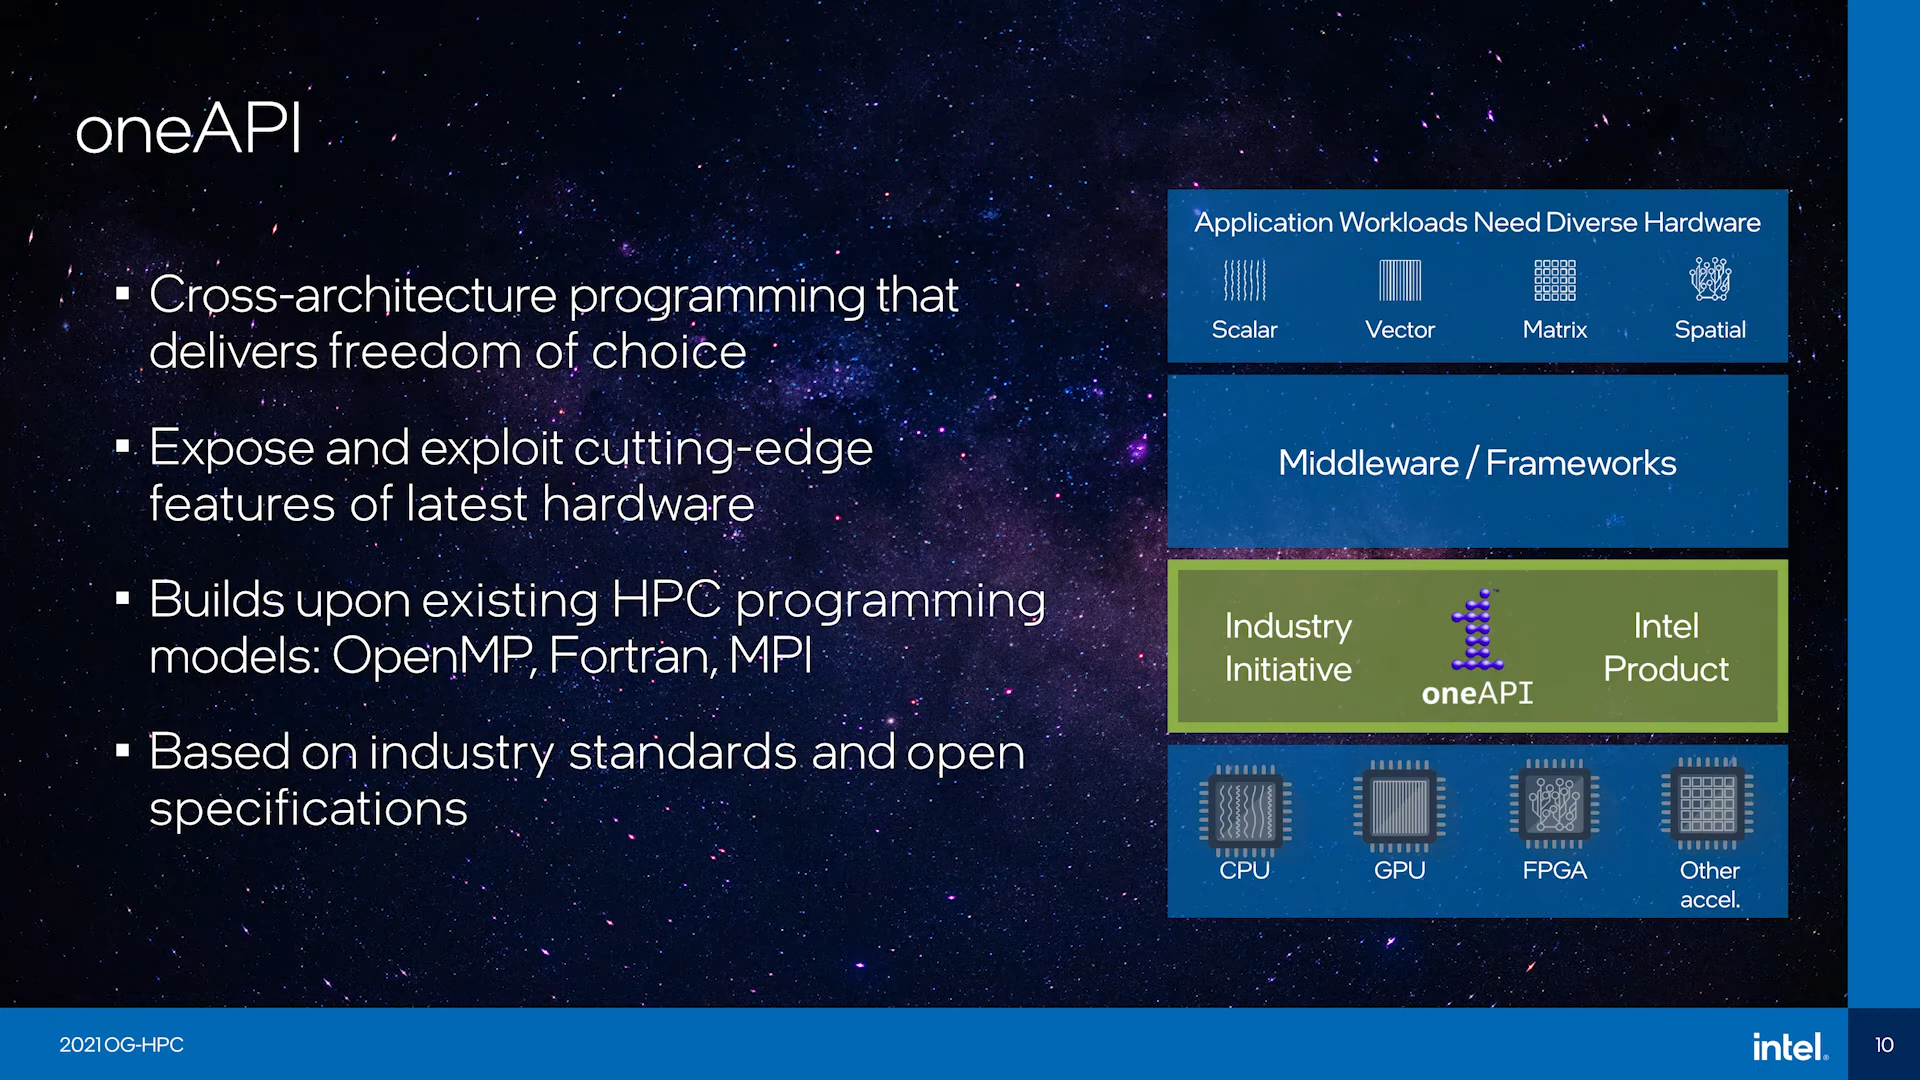 oneAPI
▪ Cross-architecture programming that
delivers freedom of choice
▪ Expose and exploit cutting-edge
features of latest hardware
▪ Builds upon existing HPC programming
models: OpenMP, Fortran, MPI
▪ Based on industry standards and open
specifications
Application Workloads Need Diverse Hardware
Scalar Vector Matrix Spatial
Middleware / Frameworks
Industry
Initiative
oneAPI
Intel
Product
CPU GPU FPGA Other
accel.
2021 OG-HPC
intel.
10